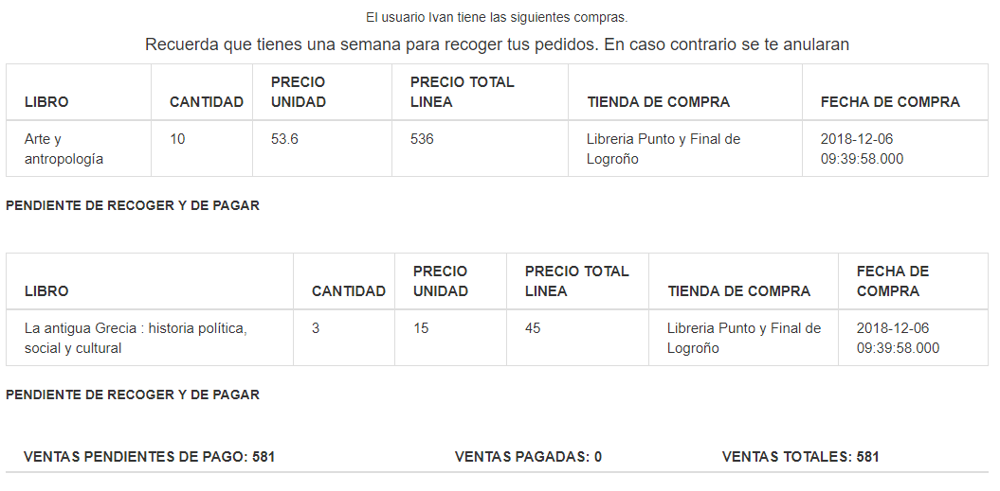 El usuario Ivan tiene las siguientes compras.
Recuerda que tienes una semana para recoger tus pedidos. En caso contrario se te anularan
LIBRO CANTIDAD PRECIO UNIDAD PRECIO TOTAL LINEA TIENDA DE COMPRA FECHA DE COMPRA
Arte y antropología 10 53.6 536 Libreria Punto y Final de Logroño 2018-12-06 09:39:58.000
PENDIENTE DE RECOGER Y DE PAGAR
LIBRO CANTIDAD PRECIO UNIDAD PRECIO TOTAL LINEA TIENDA DE COMPRA FECHA DE COMPRA
La antigua Grecia : historia política, social y cultural 3 15 45 Libreria Punto y Final de Logroño 2018-12-06 09:39:58.000
PENDIENTE DE RECOGER Y DE PAGAR
VENTAS PENDIENTES DE PAGO: 581 VENTAS PAGADAS: 0 VENTAS TOTALES: 581